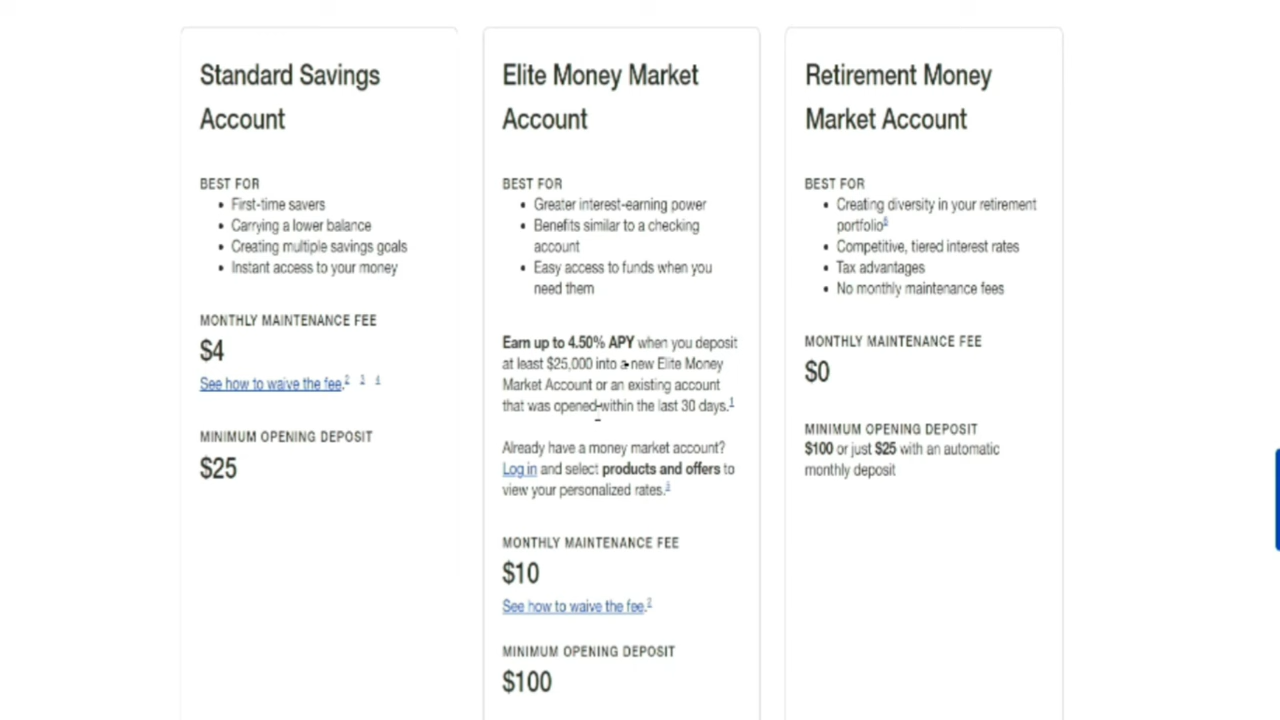 Standard Savings
Account
BEST FOR
• First-time savers
• Carrying a lower balance
• Creating multiple savings goals
• Instant access to your money
MONTHLY MAINTENANCE FEE
$4
See how to waive the fee.2 3 4
MINIMUM OPENING DEPOSIT
$25
Elite Money Market
Account
BEST FOR
• Greater interest-earning power
• Benefits similar to a checking
account
• Easy access to funds when you
need them
Earn up to 4.50% APY when you deposit
at least $25,000 into a new Elite Money
Market Account or an existing account
that was opened within the last 30 days.1
Already have a money market account?
Log in and select products and offers to
view your personalized rates.5
MONTHLY MAINTENANCE FEE
$10
See how to waive the fee.2
MINIMUM OPENING DEPOSIT
$100
Retirement Money
Market Account
BEST FOR
• Creating diversity in your retirement
portfolio6
• Competitive, tiered interest rates
• Tax advantages
• No monthly maintenance fees
MONTHLY MAINTENANCE FEE
$0
MINIMUM OPENING DEPOSIT
$100 or just $25 with an automatic
monthly deposit